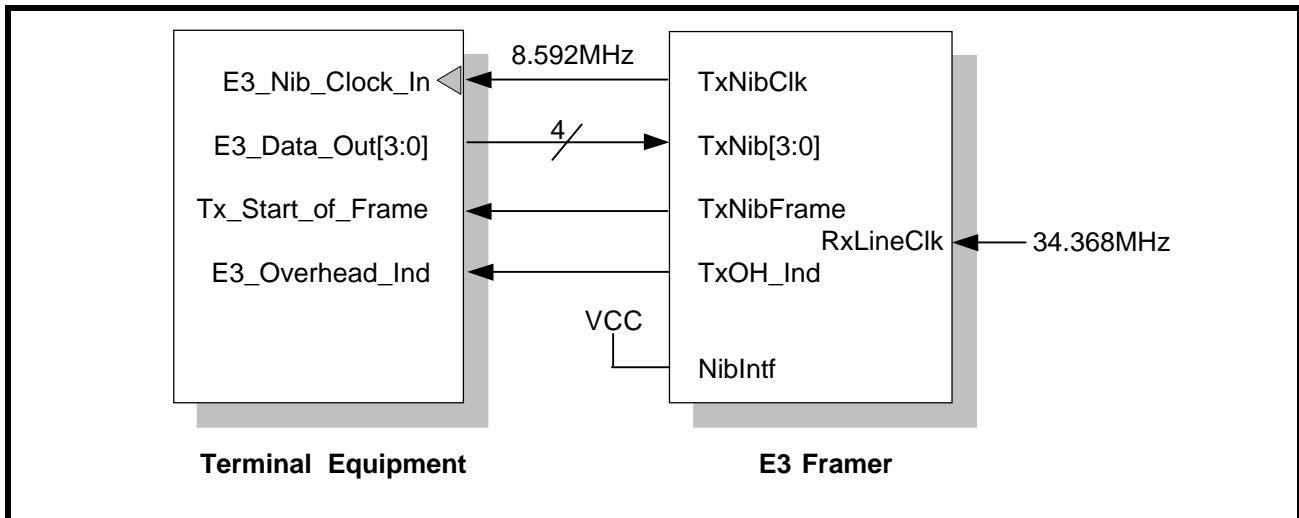 8.592MHz
E3_Nib_Clock_In
TxNibClk
4
E3_Data_Out[3:0]
TxNib[3:0]
Tx_Start_of_Frame
TxNibFrame
RxLineClk
34.368MHz
E3_Overhead_Ind
TxOH_Ind
VCC
NibIntf
Terminal Equipment
E3 Framer